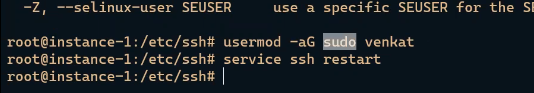 -Z, --selinux-user SEUSER     use a specific SEUSER for the SE
root@instance-1:/etc/ssh# usermod -aG sudo venkat
root@instance-1:/etc/ssh# service ssh restart
root@instance-1:/etc/ssh#